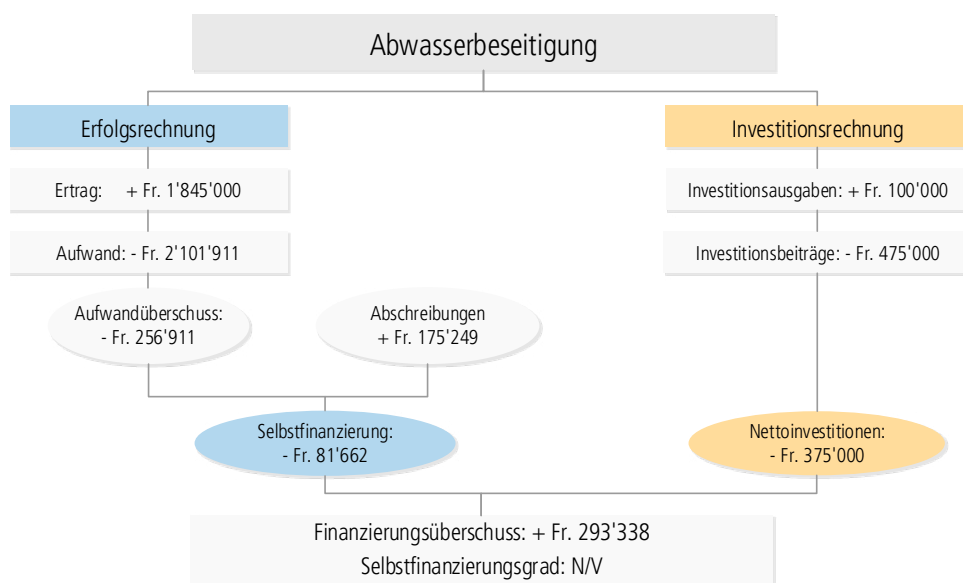 Abwasserbeseitigung
Erfolgsrechnung
Ertrag: + Fr. 1'845'000
Aufwand: - Fr. 2'101'911
Aufwandüberschuss:
- Fr. 256'911
Abschreibungen
+ Fr. 175'249
Selbstfinanzierung:
- Fr. 81'662
Investitionsrechnung
Investitionsausgaben: + Fr. 100'000
Investitionsbeiträge: - Fr. 475'000
Nettoinvestitionen:
- Fr. 375'000
Finanzierungsüberschuss: + Fr. 293'338
Selbstfinanzierungsgrad: N/V